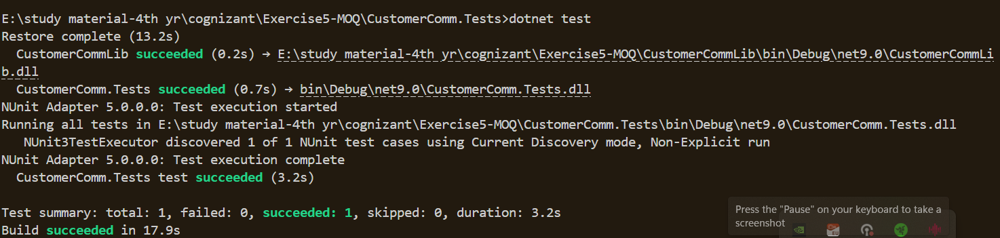 E:\study material-4th yr\cognizant\Exercise5-MOQ\CustomerComm.Tests>dotnet test
Restore complete (13.2s)
CustomerCommLib succeeded (0.2s) → E:\study material-4th yr\cognizant\Exercise5-MOQ\CustomerCommLib\bin\Debug\net9.0\CustomerCommLi
b.dll
CustomerComm.Tests succeeded (0.7s) → bin\Debug\net9.0\CustomerComm.Tests.dll
NUnit Adapter 5.0.0.0: Test execution started
Running all tests in E:\study material-4th yr\cognizant\Exercise5-MOQ\CustomerComm.Tests\bin\Debug\net9.0\CustomerComm.Tests.dll
NUnit3TestExecutor discovered 1 of 1 NUnit test cases using Current Discovery mode, Non-Explicit run
NUnit Adapter 5.0.0.0: Test execution complete
CustomerComm.Tests test succeeded (3.2s)
Test summary: total: 1, failed: 0, succeeded: 1, skipped: 0, duration: 3.2s
Build succeeded in 17.9s
Press the "Pause" on your keyboard to take a
screenshot
EU